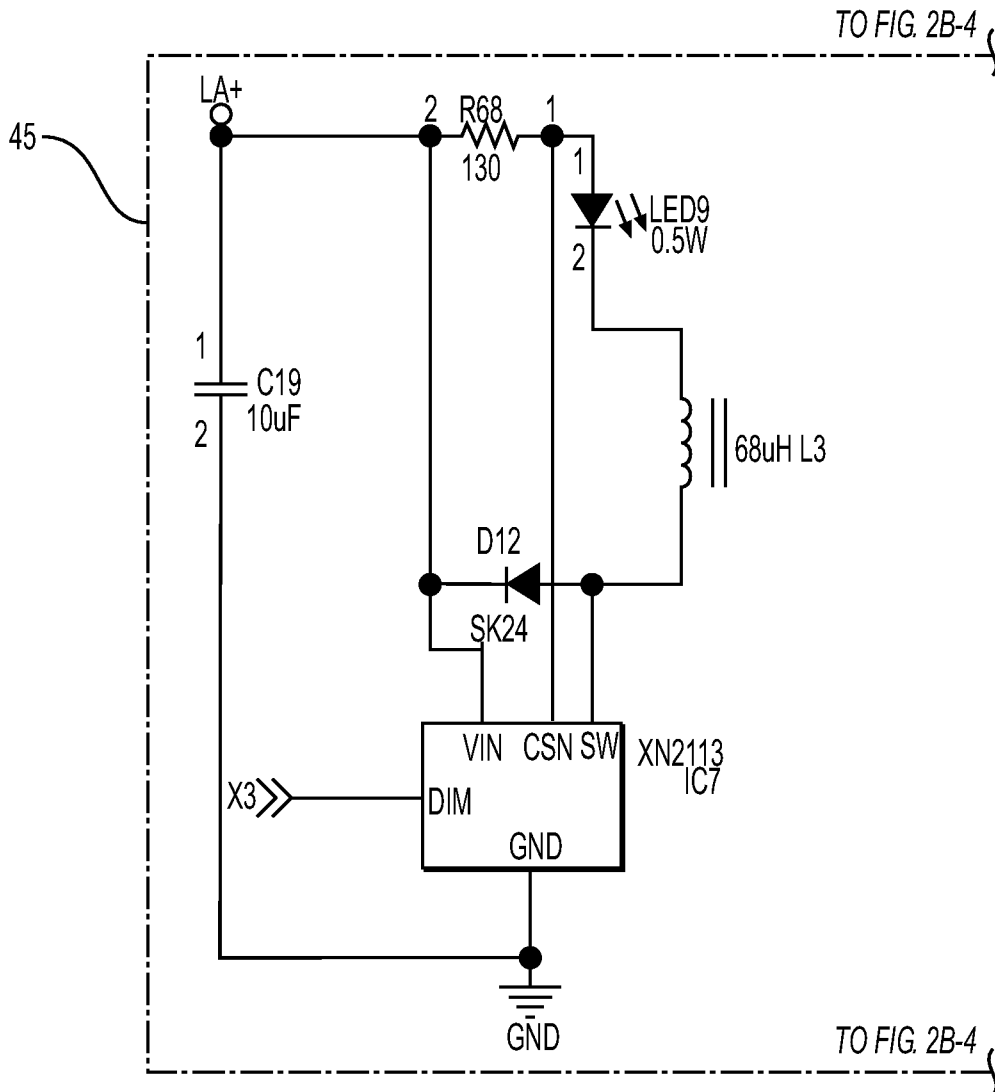 TO FIG. 2B-4
45
LA+
2 R68 1
130
1
LED9
0.5W
2
1
C19
10uF
2
68uH L3
D12
SK24
VIN CSN SW
XN2113
IC7
X3
DIM
GND
GND
TO FIG. 2B-4